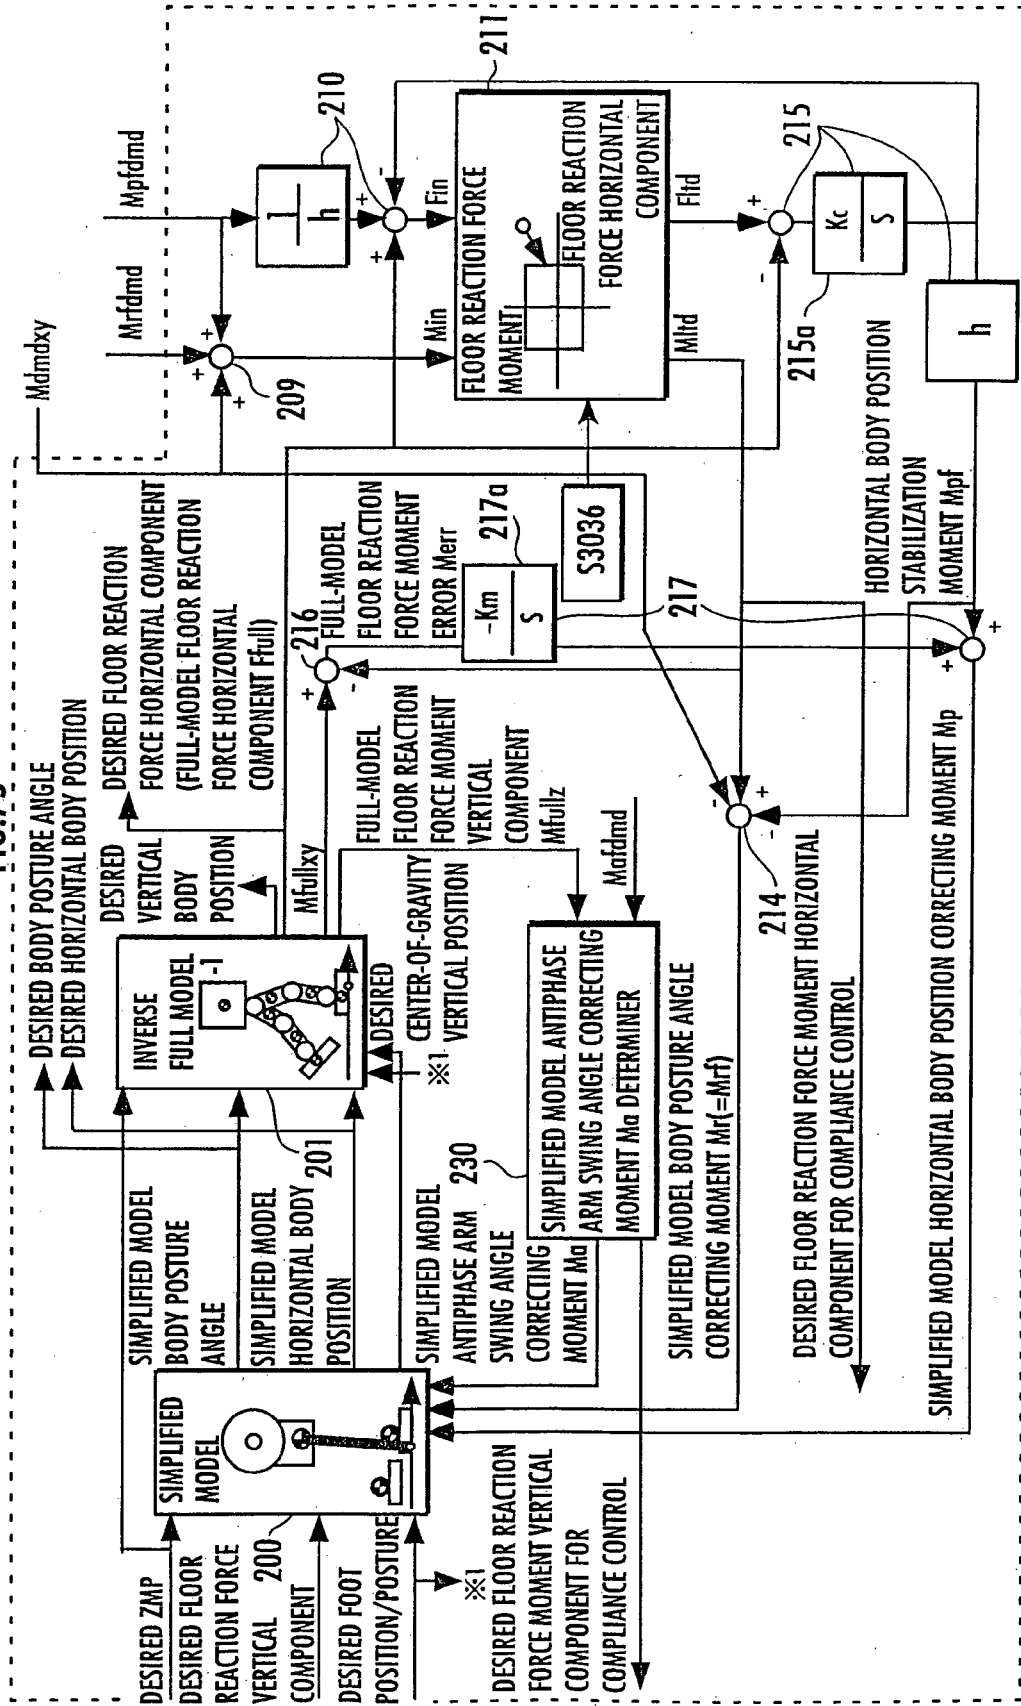 DESIRED BODY POSTURE ANGLE
DESIRED HORIZONTAL BODY POSITION
DESIRED
VERTICAL
BODY
POSITION
DESIRED FLOOR REACTION
FORCE HORIZONTAL COMPONENT
(FULL-MODEL FLOOR REACTION
FORCE HORIZONTAL
COMPONENT Ffull)
Mdmdxy
Mrfdmd
Mpfdmd
DESIRED ZMP
DESIRED FLOOR
REACTION FORCE
VERTICAL
COMPONENT
200
DESIRED FOOT
POSITION/POSTURE
※1
SIMPLIFIED
MODEL
SIMPLIFIED MODEL
BODY POSTURE
ANGLE
SIMPLIFIED MODEL
HORIZONTAL BODY
POSITION
201
INVERSE
FULL MODEL
-1
※1
DESIRED
CENTER-OF-GRAVITY
VERTICAL POSITION
Mfullxy
+
-
216
FULL-MODEL
FLOOR REACTION
FORCE MOMENT
ERROR Merr
FULL-MODEL
FLOOR REACTION
FORCE MOMENT
VERTICAL
COMPONENT
Mfullz
-Km
S
217a
217
S3036
+
+
+
209
1
h
210
+
+
-
Min
Fin
211
FLOOR REACTION FORCE
MOMENT
FLOOR REACTION
FORCE HORIZONTAL
COMPONENT
Mltd
Fltd
+
-
215
Kc
S
215a
h
HORIZONTAL BODY POSITION
STABILIZATION
MOMENT Mpf
+
+
SIMPLIFIED MODEL
ANTIPHASE ARM
SWING ANGLE
CORRECTING
MOMENT Ma
230
SIMPLIFIED MODEL ANTIPHASE
ARM SWING ANGLE CORRECTING
MOMENT Ma DETERMINER
Mafdmd
-
+
-
214
SIMPLIFIED MODEL BODY POSTURE ANGLE
CORRECTING MOMENT Mr(=Mrf)
DESIRED FLOOR REACTION FORCE MOMENT HORIZONTAL
COMPONENT FOR COMPLIANCE CONTROL
SIMPLIFIED MODEL HORIZONTAL BODY POSITION CORRECTING MOMENT Mp
DESIRED FLOOR REACTION
FORCE MOMENT VERTICAL
COMPONENT FOR
COMPLIANCE CONTROL